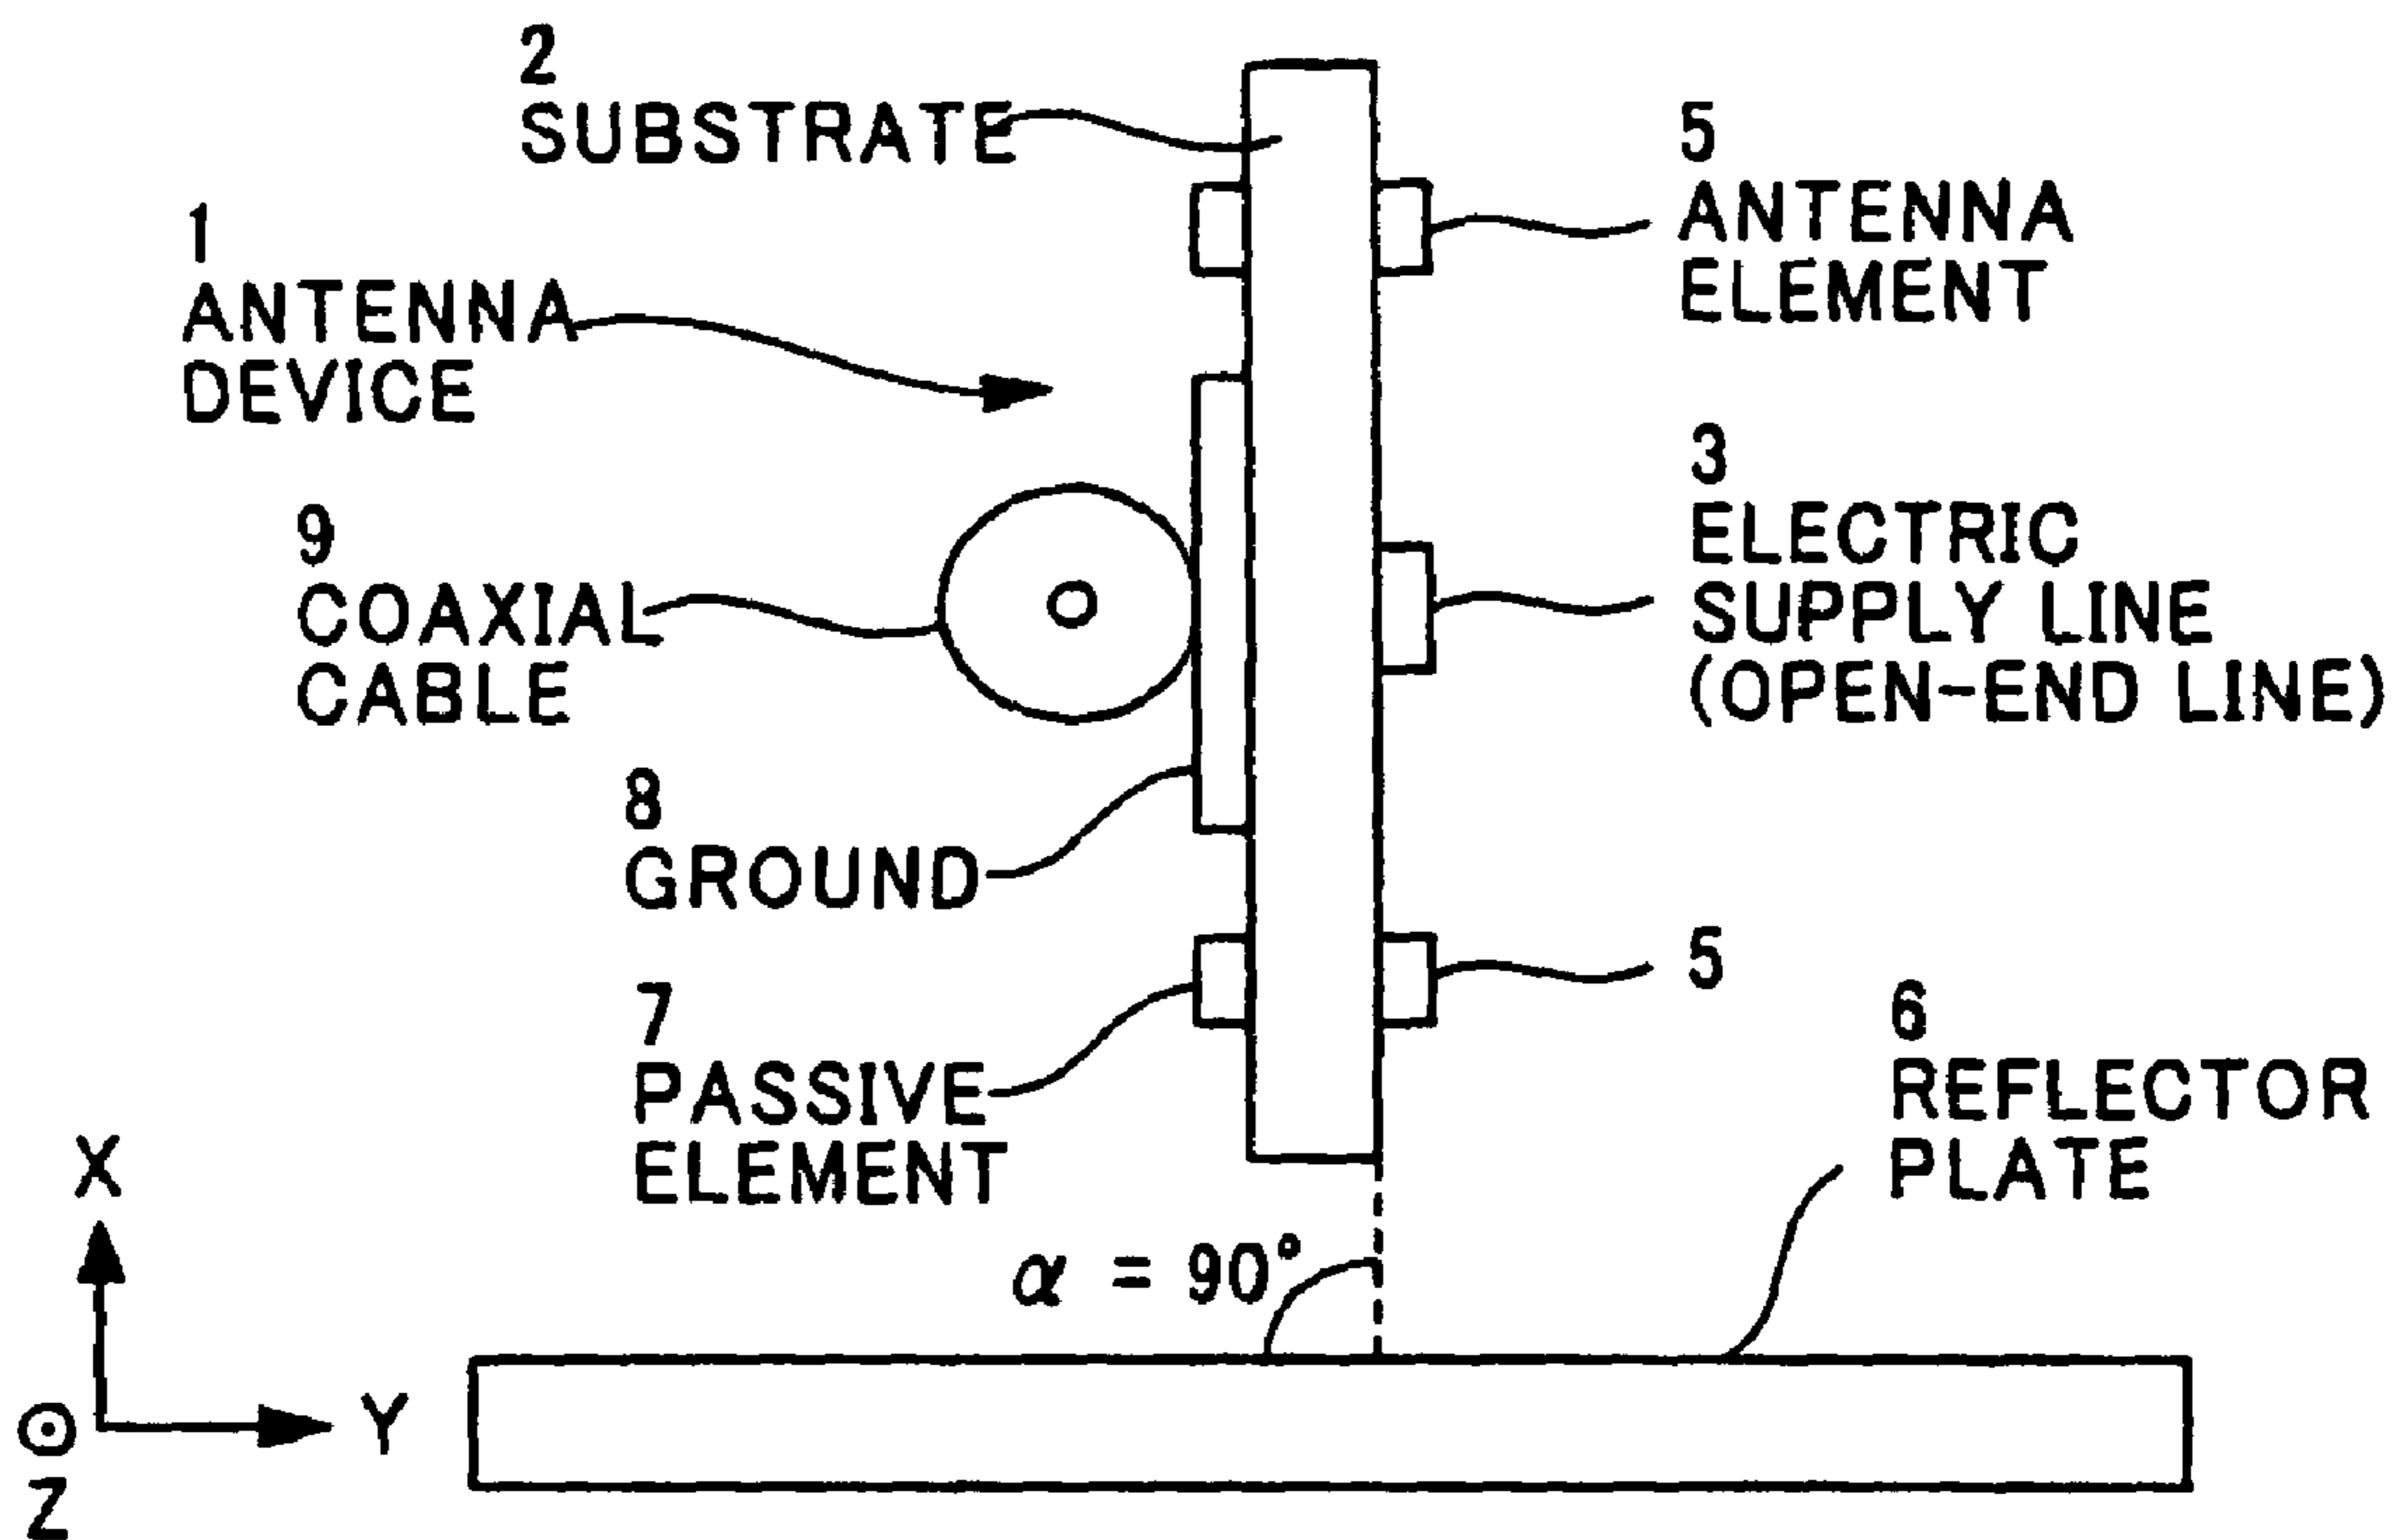 2
SUBSTRATE
5
ANTENNA
ELEMENT
1
ANTENNA
DEVICE
3
ELECTRIC
SUPPLY LINE
(OPEN-END LINE)
9
COAXIAL
CABLE
8
GROUND
5
7
PASSIVE
ELEMENT
6
REFLECTOR
PLATE
α = 90°
X
Y
Z